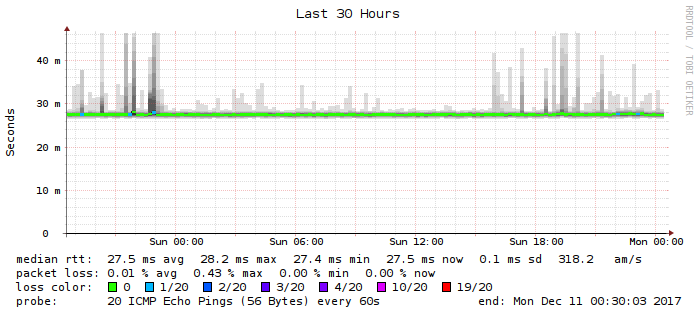 Last 30 Hours
RRDTOOL / TOBI OETIKER
Seconds
40 m
30 m
20 m
10 m
0
Sun 00:00 Sun 06:00 Sun 12:00 Sun 18:00 Mon 00:00
median rtt: 27.5 ms avg 28.2 ms max 27.4 ms min 27.5 ms now 0.1 ms sd 318.2 am/s
packet loss: 0.01 % avg 0.43 % max 0.00 % min 0.00 % now
loss color: 0 1/20 2/20 3/20 4/20 10/20 19/20
probe: 20 ICMP Echo Pings (56 Bytes) every 60s end: Mon Dec 11 00:30:03 2017